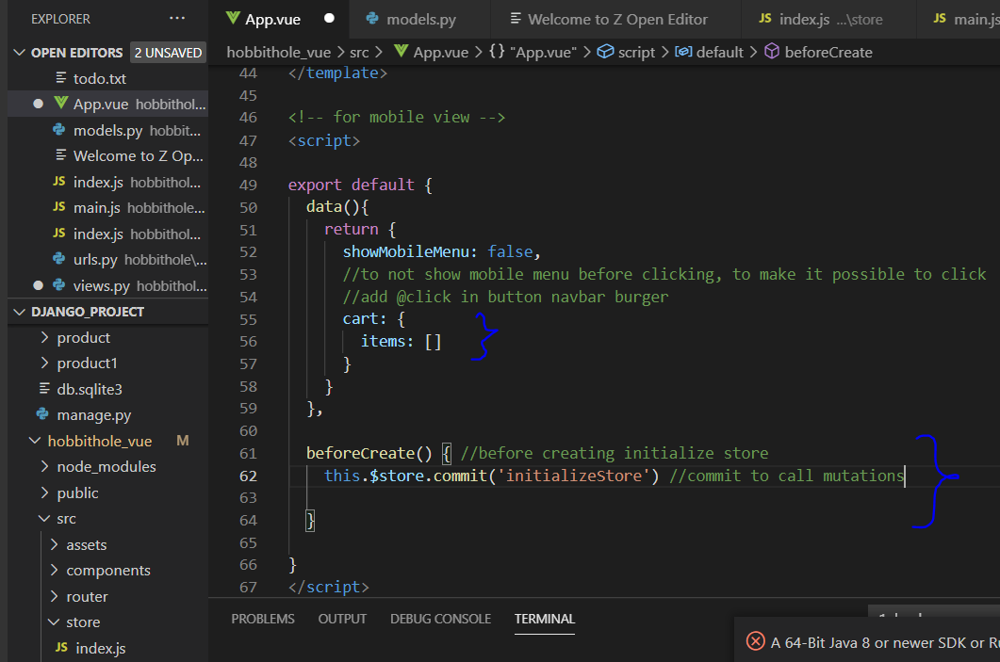 EXPLORER ...
OPEN EDITORS 2 UNSAVED
todo.txt
App.vue hobbithol...
models.py hobbit...
Welcome to Z Op...
JS index.js hobbithol...
JS main.js hobbithole...
JS index.js hobbithol...
urls.py hobbithole\...
views.py hobbithol...
DJANGO_PROJECT
product
product1
db.sqlite3
manage.py
hobbithole_vue M
node_modules
public
src
assets
components
router
store
JS index.js
App.vue models.py Welcome to Z Open Editor JS index.js ...\store JS main.js
hobbithole_vue > src > App.vue > {} "App.vue" > script > default > beforeCreate
44 </template>
45
46 <!-- for mobile view -->
47 <script>
48
49 export default {
50 data(){
51 return {
52 showMobileMenu: false,
53 //to not show mobile menu before clicking, to make it possible to click
54 //add @click in button navbar burger
55 cart: {
56 items: []
57 }
58 }
59 },
60
61 beforeCreate() { //before creating initialize store
62 this.$store.commit('initializeStore') //commit to call mutations
63
64 }
65
66 }
67 </script>
PROBLEMS OUTPUT DEBUG CONSOLE TERMINAL
A 64-Bit Java 8 or newer SDK or